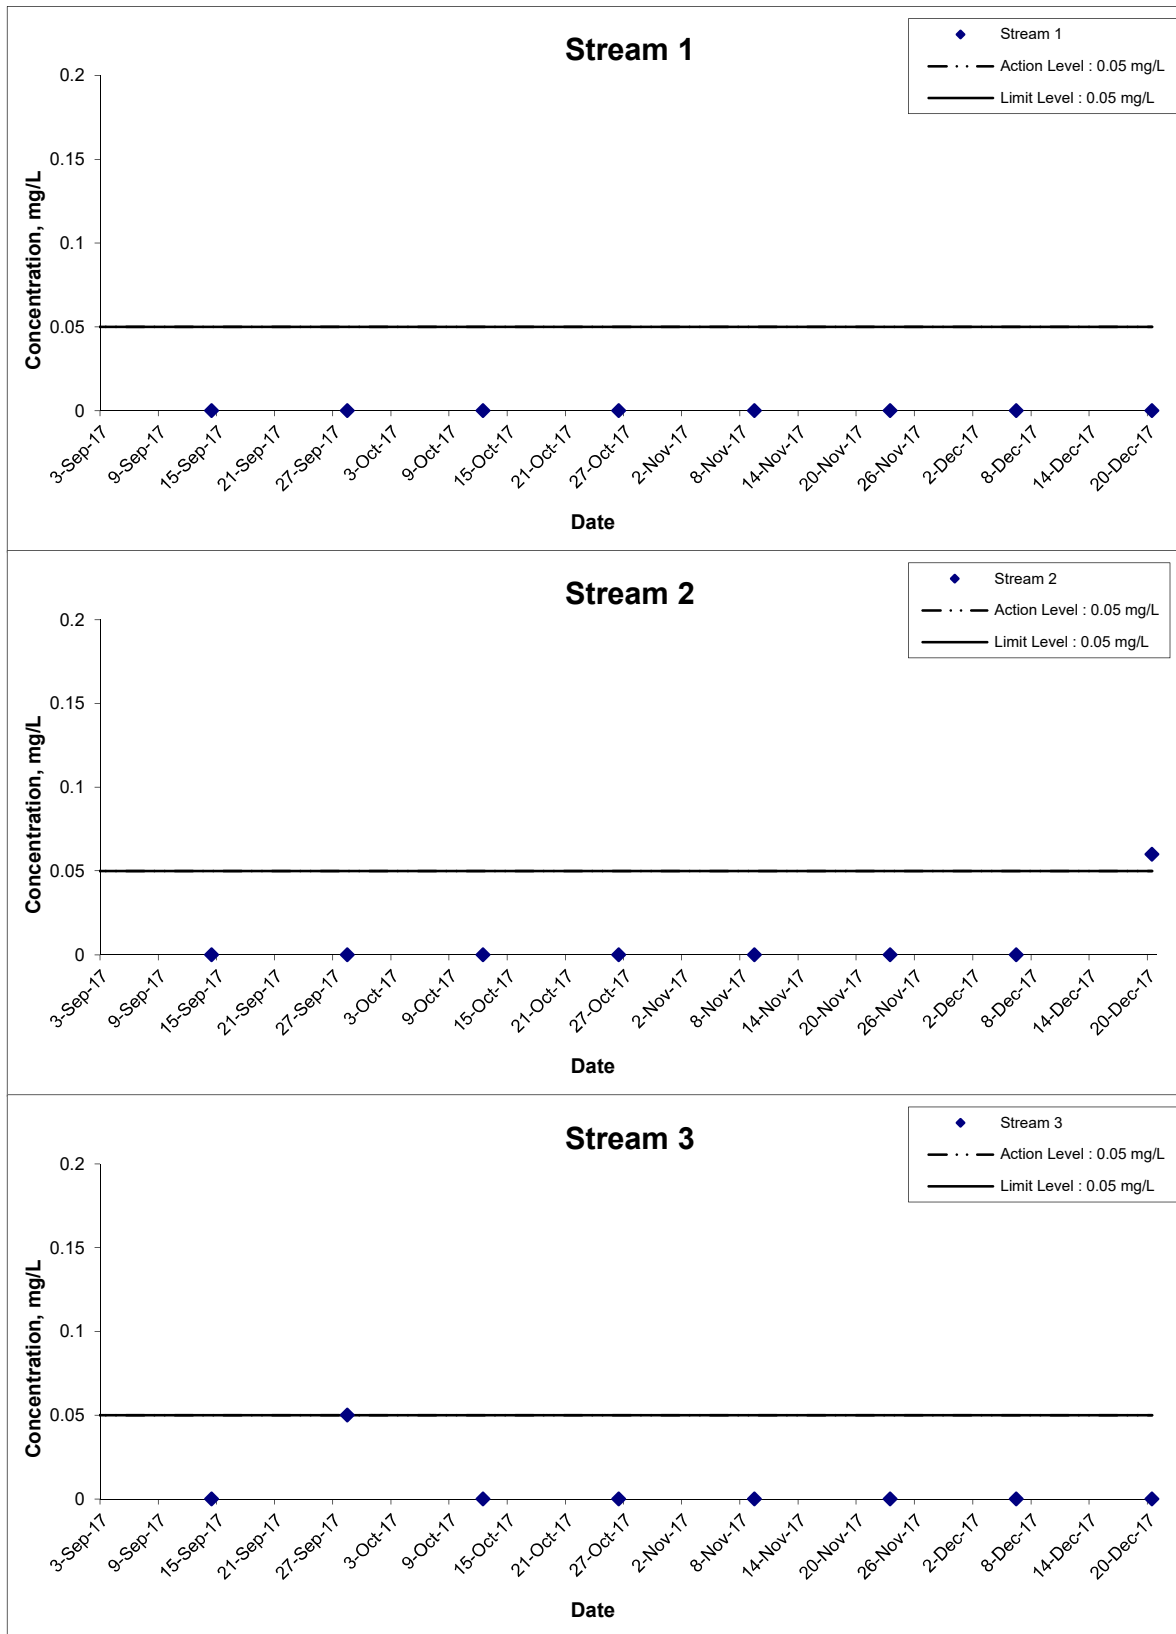 Stream 1
Stream 1
Action Level : 0.05 mg/L
Limit Level : 0.05 mg/L
Concentration, mg/L
0.2
0.15
0.1
0.05
0
3-Sep-17
9-Sep-17
15-Sep-17
21-Sep-17
27-Sep-17
3-Oct-17
9-Oct-17
15-Oct-17
21-Oct-17
27-Oct-17
2-Nov-17
8-Nov-17
14-Nov-17
20-Nov-17
26-Nov-17
2-Dec-17
8-Dec-17
14-Dec-17
20-Dec-17
Date
Stream 2
Stream 2
Action Level : 0.05 mg/L
Limit Level : 0.05 mg/L
Concentration, mg/L
0.2
0.15
0.1
0.05
0
3-Sep-17
9-Sep-17
15-Sep-17
21-Sep-17
27-Sep-17
3-Oct-17
9-Oct-17
15-Oct-17
21-Oct-17
27-Oct-17
2-Nov-17
8-Nov-17
14-Nov-17
20-Nov-17
26-Nov-17
2-Dec-17
8-Dec-17
14-Dec-17
20-Dec-17
Date
Stream 3
Stream 3
Action Level : 0.05 mg/L
Limit Level : 0.05 mg/L
Concentration, mg/L
0.2
0.15
0.1
0.05
0
3-Sep-17
9-Sep-17
15-Sep-17
21-Sep-17
27-Sep-17
3-Oct-17
9-Oct-17
15-Oct-17
21-Oct-17
27-Oct-17
2-Nov-17
8-Nov-17
14-Nov-17
20-Nov-17
26-Nov-17
2-Dec-17
8-Dec-17
14-Dec-17
20-Dec-17
Date